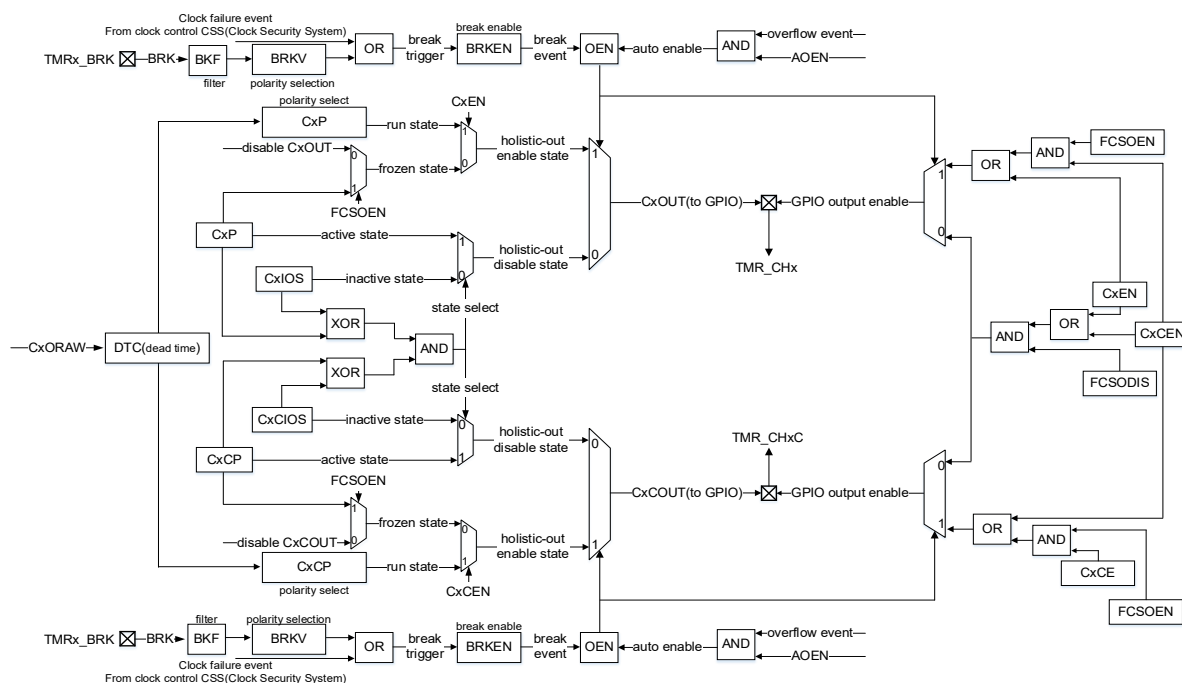 Clock failure event
From clock control CSS(Clock Security System)
TMRx_BRK
BRK
BKF
filter
BRKV
polarity selection
OR
break trigger
break enable
BRKEN
break event
OEN
auto enable
AND
overflow event
AOEN
polarity select
CxP
run state
CxEN
1
0
disable CxOUT
0
1
frozen state
FCSOEN
holistic-out
enable state
1
0
CxP
active state
1
0
holistic-out
disable state
CxIOS
inactive state
state select
XOR
AND
CxORAW
DTC(dead time)
XOR
state select
CxCIOS
inactive state
0
1
holistic-out
disable state
CxCP
active state
FCSOEN
1
0
frozen state
disable CxCOUT
0
1
holistic-out
enable state
0
1
CxCP
polarity select
run state
CxCEN
CxOUT(to GPIO)
GPIO output enable
TMR_CHx
1
0
OR
AND
FCSOEN
CxEN
OR
AND
CxCEN
FCSODIS
TMR_CHxC
CxCOUT(to GPIO)
GPIO output enable
0
1
OR
AND
CxCE
FCSOEN
TMRx_BRK
BRK
filter
BKF
polarity selection
BRKV
Clock failure event
From clock control CSS(Clock Security System)
OR
break trigger
break enable
BRKEN
break event
OEN
auto enable
AND
overflow event
AOEN